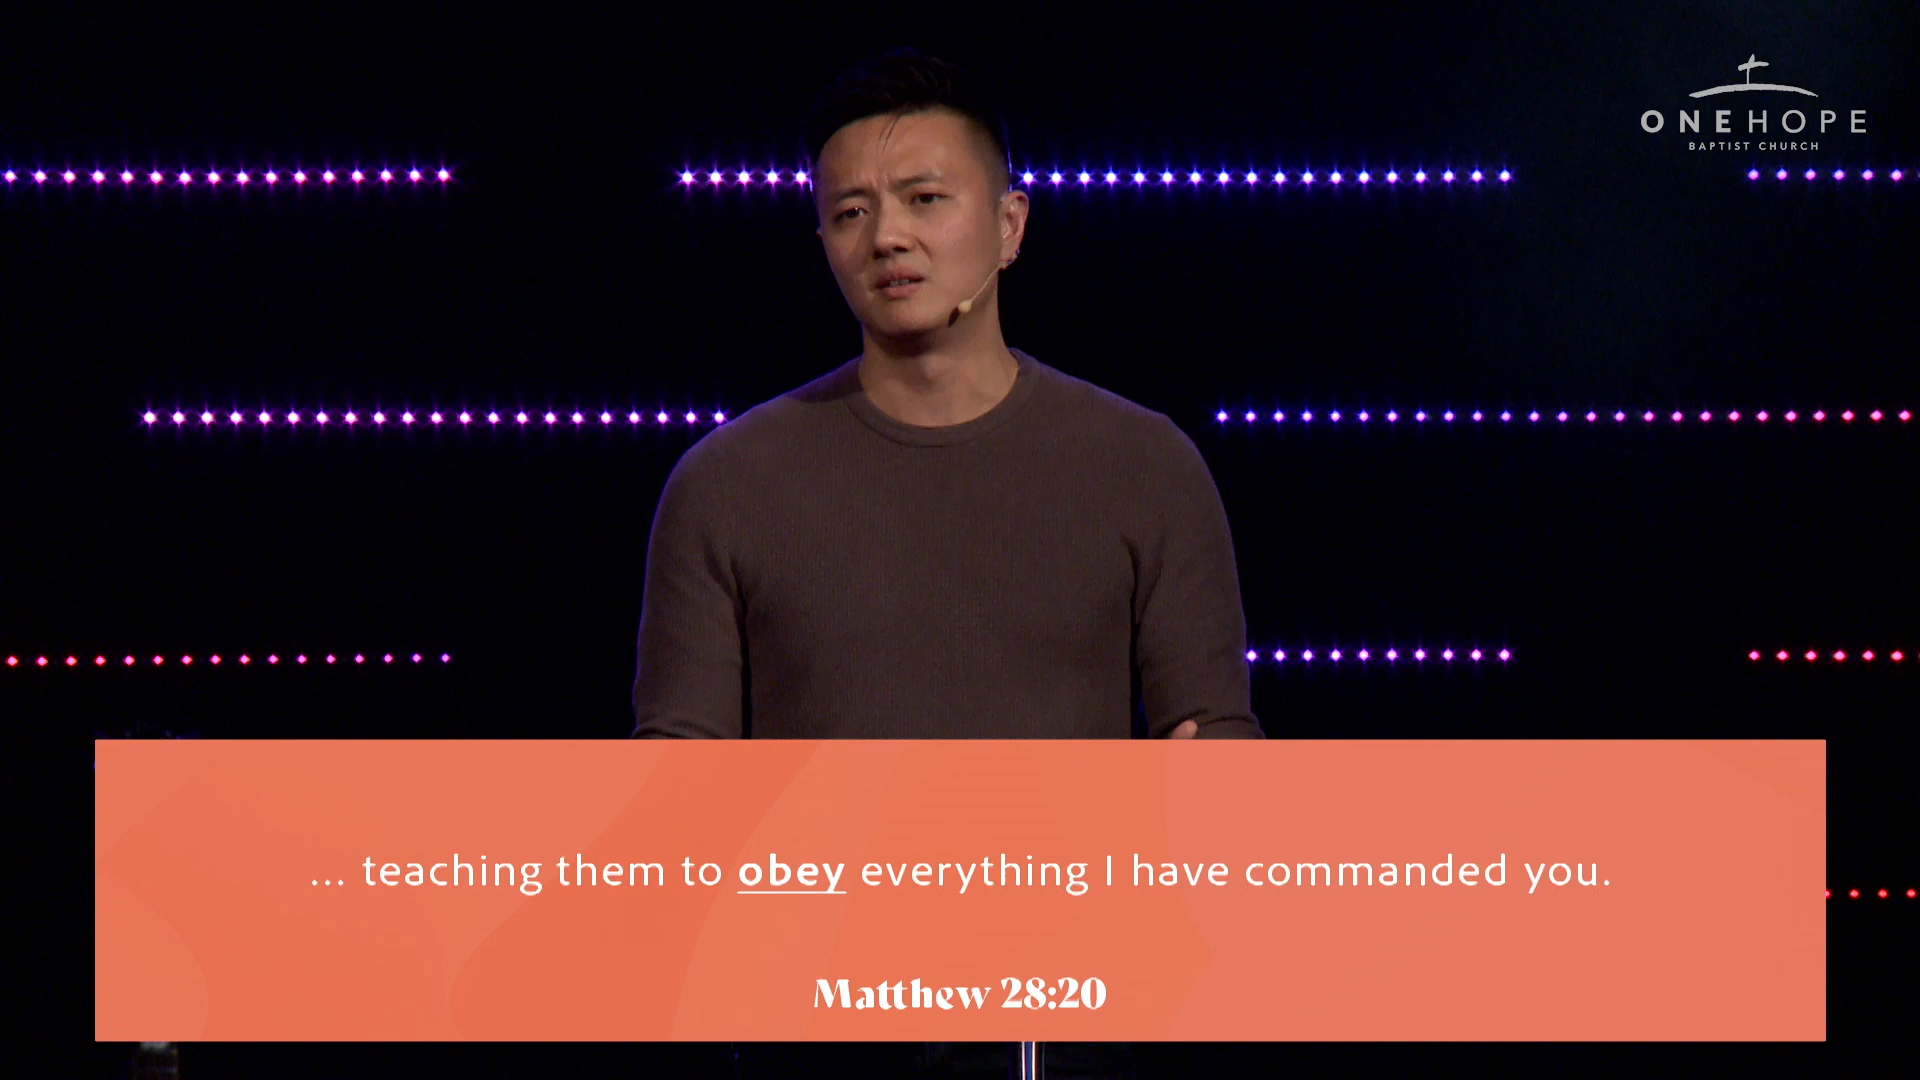 ONEHOPE
BAPTIST CHURCH
... teaching them to obey everything I have commanded you.
Matthew 28:20